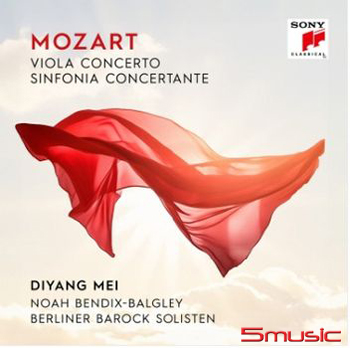 SONY
CLASSICAL
MOZART
VIOLA CONCERTO
SINFONIA CONCERTANTE
DIYANG MEI
NOAH BENDIX-BALGLEY
BERLINER BAROCK SOLISTEN
5music